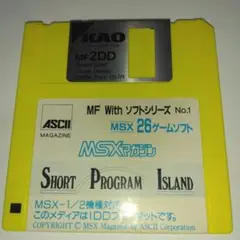 KAO
MF2DD
ASCII
MAGAZINE
MF With ソフトシリーズ No.1
MSX 26ゲームソフト
MSXマガジン
SHORT PROGRAM ISLAND
MSX-1/2機種対応
このメディアは1DDフォーマットです。
COPYRIGHT © MSX Magazine by ASCII Corporation